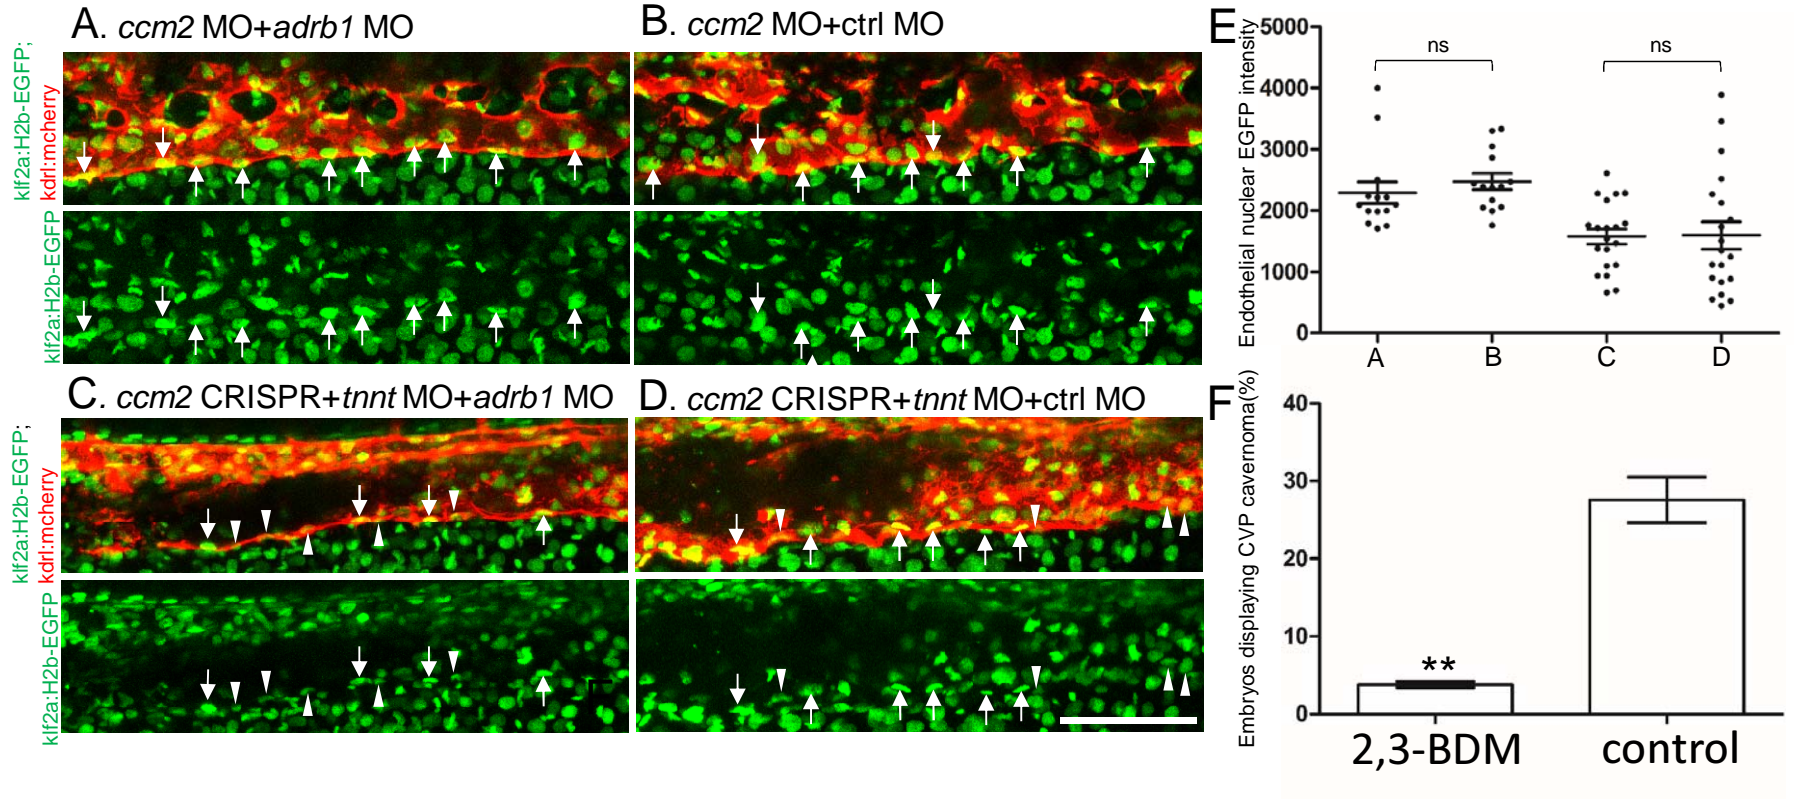 A. ccm2 MO+adrb1 MO
B. ccm2 MO+ctrl MO
klf2a:H2b-EGFP;
kdrl:mcherry
klf2a:H2b-EGFP
C. ccm2 CRISPR+tnnt MO+adrb1 MO
D. ccm2 CRISPR+tnnt MO+ctrl MO
klf2a:H2b-EGFP;
kdrl:mcherry
klf2a:H2b-EGFP
E
Endothelial nuclear EGFP intensity
5000
4000
3000
2000
1000
0
ns
ns
A
B
C
D
F
Embryos displaying CVP cavernoma(%)
40
30
20
10
0
**
2,3-BDM
control